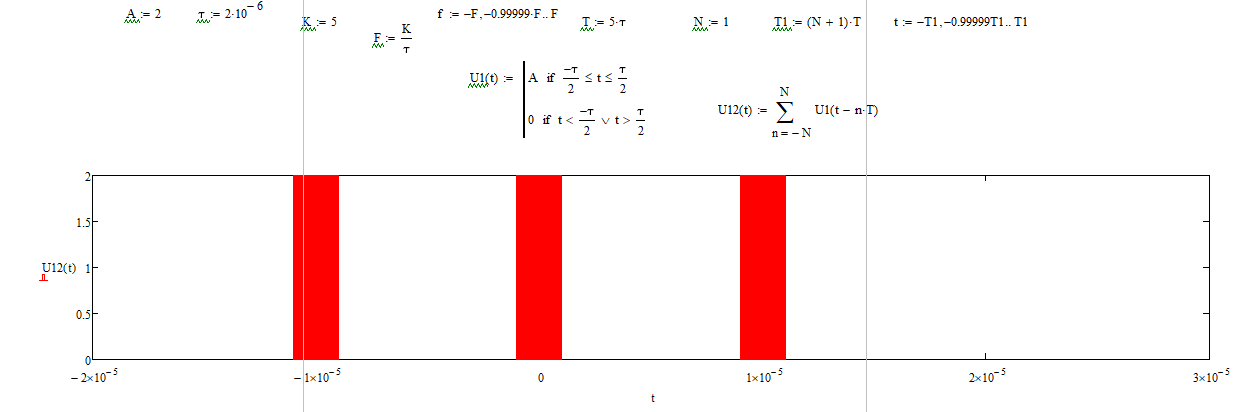 A := 2    τ := 2·10^−6    K := 5    F := K/τ    f := −F,−0.99999·F..F    T := 5·τ    N := 1    T1 := (N + 1)·T    t := −T1,−0.99999T1..T1
U1(t) := | A if −τ/2 ≤ t ≤ τ/2
0 if t < −τ/2 ∨ t > τ/2
U12(t) := ∑_{n = −N}^{N} U1(t − n·T)
2
1.5
U12(t) 1
0.5
0
−2×10^−5    −1×10^−5    0    1×10^−5    2×10^−5    3×10^−5
t